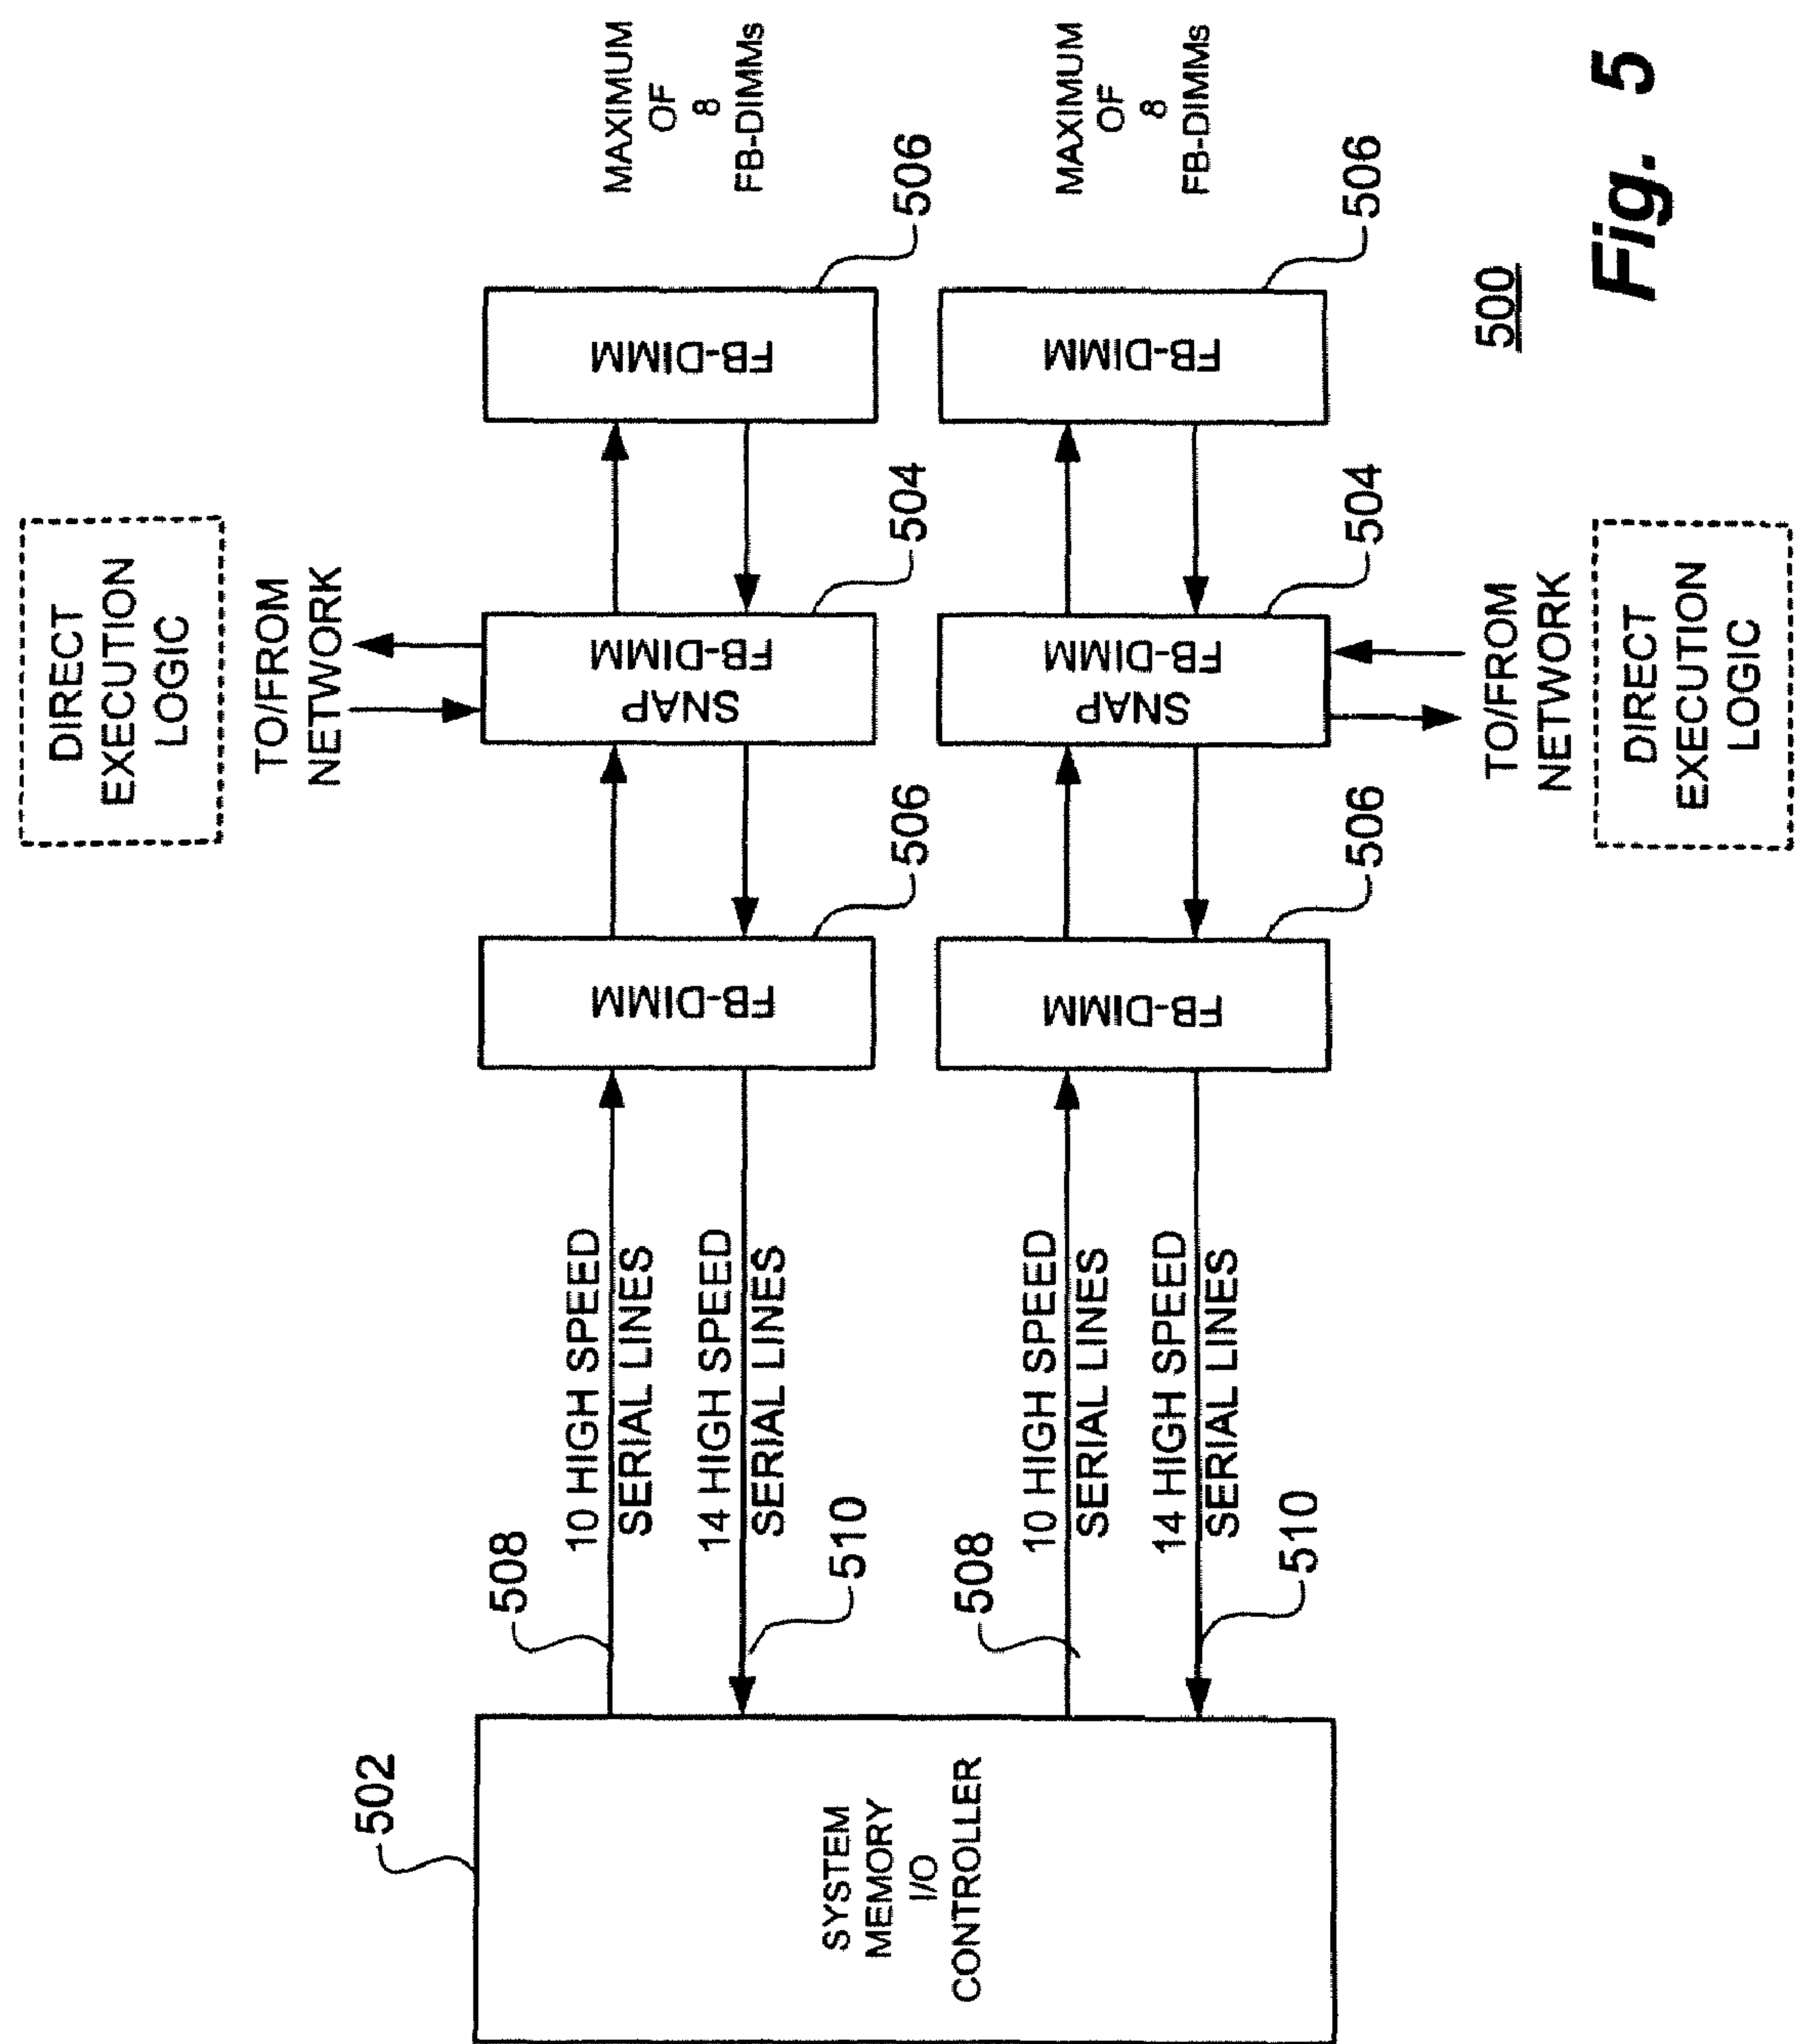 DIRECT
EXECUTION
LOGIC
TO/FROM
NETWORK
502
SYSTEM
MEMORY
I/O
CONTROLLER
508
10 HIGH SPEED
SERIAL LINES
14 HIGH SPEED
SERIAL LINES
510
FB-DIMM
506
SNAP
FB-DIMM
504
FB-DIMM
506
MAXIMUM
OF
8
FB-DIMMs
508
10 HIGH SPEED
SERIAL LINES
14 HIGH SPEED
SERIAL LINES
510
FB-DIMM
506
SNAP
FB-DIMM
504
FB-DIMM
506
MAXIMUM
OF
8
FB-DIMMs
TO/FROM
NETWORK
DIRECT
EXECUTION
LOGIC
500
Fig. 5